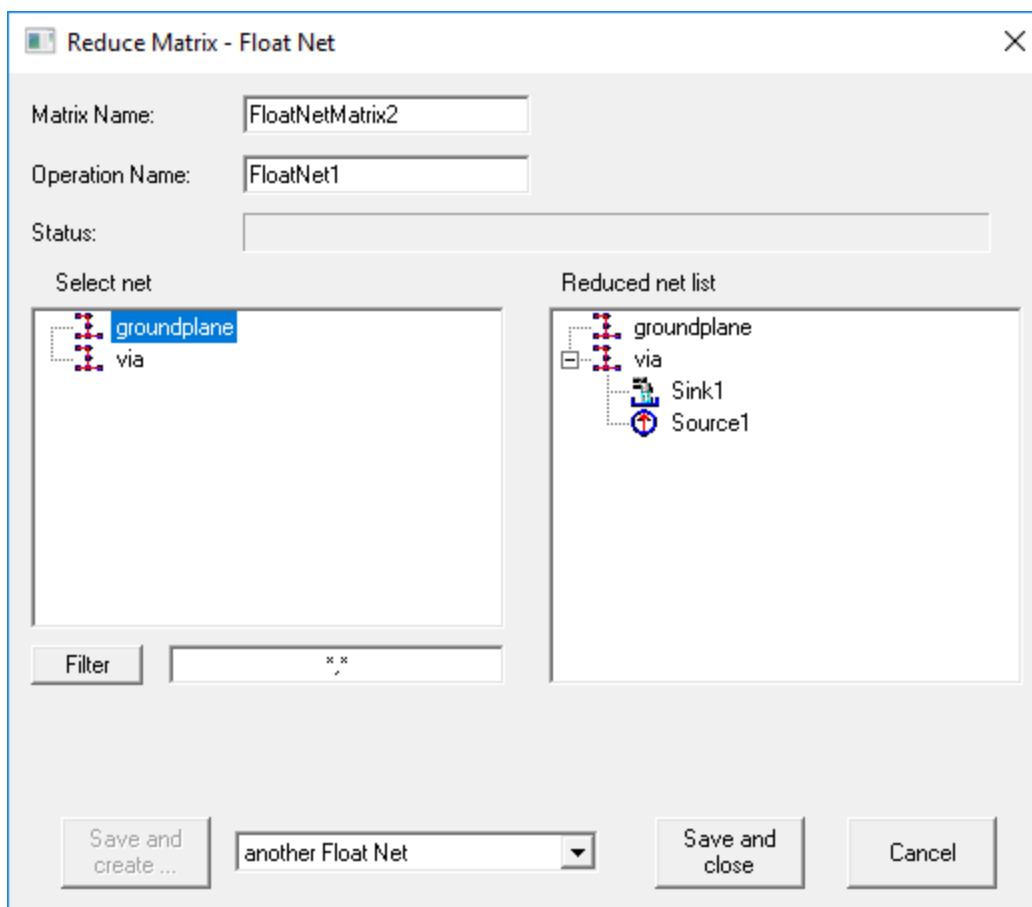 Reduce Matrix - Float Net
Matrix Name: FloatNetMatrix2
Operation Name: FloatNet1
Status:
Select net
groundplane
via
Filter *,*
Reduced net list
groundplane
via
Sink1
Source1
Save and
create ...
another Float Net
Save and
close
Cancel